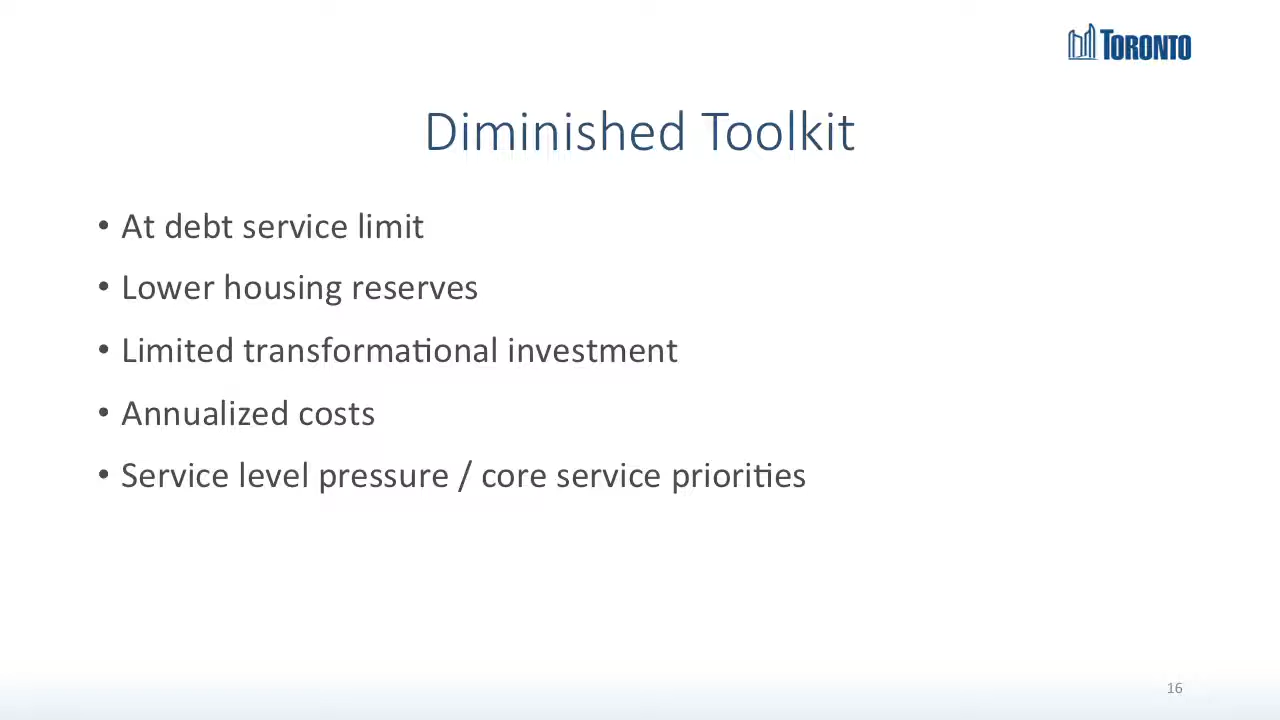 TORONTO
Diminished Toolkit
• At debt service limit
• Lower housing reserves
• Limited transformational investment
• Annualized costs
• Service level pressure / core service priorities
16